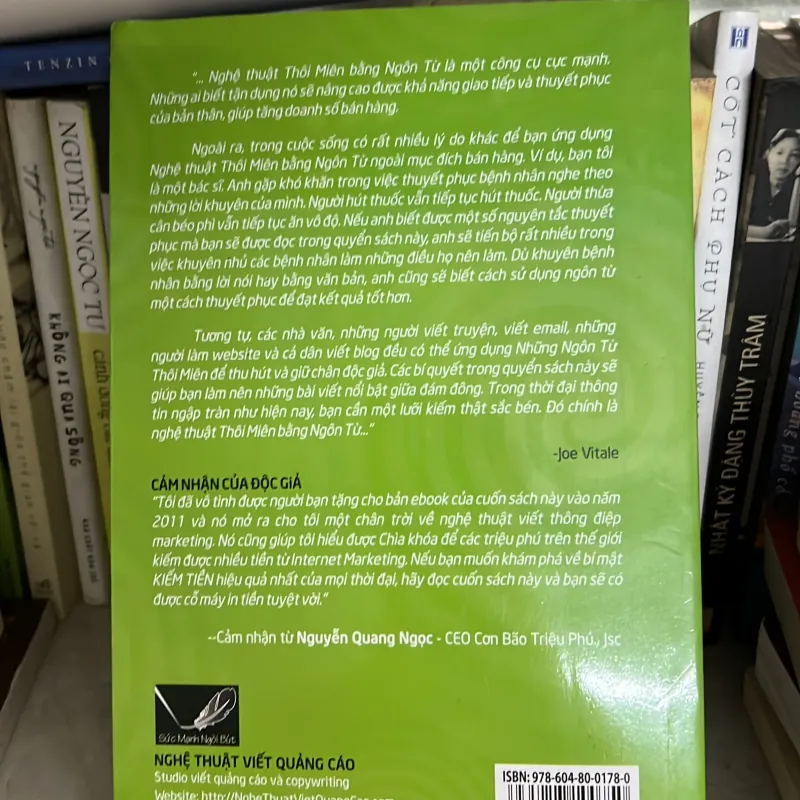 TENZIN
NGUYỄN NGỌC TƯ
KHÔNG AI QUA SÔNG
"... Nghệ thuật Thôi Miên bằng Ngôn Từ là một công cụ cực mạnh.
Những ai biết tận dụng nó sẽ nâng cao được khả năng giao tiếp và thuyết phục
của bản thân, giúp tăng doanh số bán hàng.
Ngoài ra, trong cuộc sống có rất nhiều lý do khác để bạn ứng dụng
Nghệ thuật Thôi Miên bằng Ngôn Từ ngoài mục đích bán hàng. Ví dụ, bạn tôi
là một bác sĩ. Anh gặp khó khăn trong việc thuyết phục bệnh nhân nghe theo
những lời khuyên của mình. Người hút thuốc vẫn tiếp tục hút thuốc. Người thừa
cân béo phì vẫn tiếp tục ăn vô độ. Nếu anh biết được một số nguyên tắc thuyết
phục mà bạn sẽ được đọc trong quyển sách này, anh sẽ tiến bộ rất nhiều trong
việc khuyên nhủ các bệnh nhân làm những điều họ nên làm. Dù khuyên bệnh
nhân bằng lời nói hay bằng văn bản, anh cũng sẽ biết cách sử dụng ngôn từ
một cách thuyết phục để đạt kết quả tốt hơn.
Tương tự, các nhà văn, những người viết truyện, viết email, những
người làm website và cả dân viết blog đều có thể ứng dụng Những Ngôn Từ
Thôi Miên để thu hút và giữ chân độc giả. Các bí quyết trong quyển sách này sẽ
giúp bạn làm nên những bài viết nổi bật giữa đám đông. Trong thời đại thông
tin ngập tràn như hiện nay, bạn cần một lưỡi kiếm thật sắc bén. Đó chính là
nghệ thuật Thôi Miên bằng Ngôn Từ..."
-Joe Vitale
CẢM NHẬN CỦA ĐỘC GIẢ
"Tôi đã vô tình được người bạn tặng cho bản ebook của cuốn sách này vào năm
2011 và nó mở ra cho tôi một chân trời về nghệ thuật viết thông điệp
marketing. Nó cũng giúp tôi hiểu được Chìa khóa để các triệu phú trên thế giới
kiếm được nhiều tiền từ Internet Marketing. Nếu bạn muốn khám phá về bí mật
KIẾM TIỀN hiệu quả nhất của mọi thời đại, hãy đọc cuốn sách này và bạn sẽ có
được cỗ máy in tiền tuyệt vời."
--Cảm nhận từ Nguyễn Quang Ngọc - CEO Cơn Bão Triệu Phú., Jsc
Sức Mạnh Ngòi Bút
NGHỆ THUẬT VIẾT QUẢNG CÁO
Studio viết quảng cáo và copywriting
Website: http://NgheThuatVietQuangCao.com
ISBN: 978-604-80-0178-0
CỐT CÁCH PHỤ NỮ
NHẬT KÝ ĐẶNG THÙY TRÂM